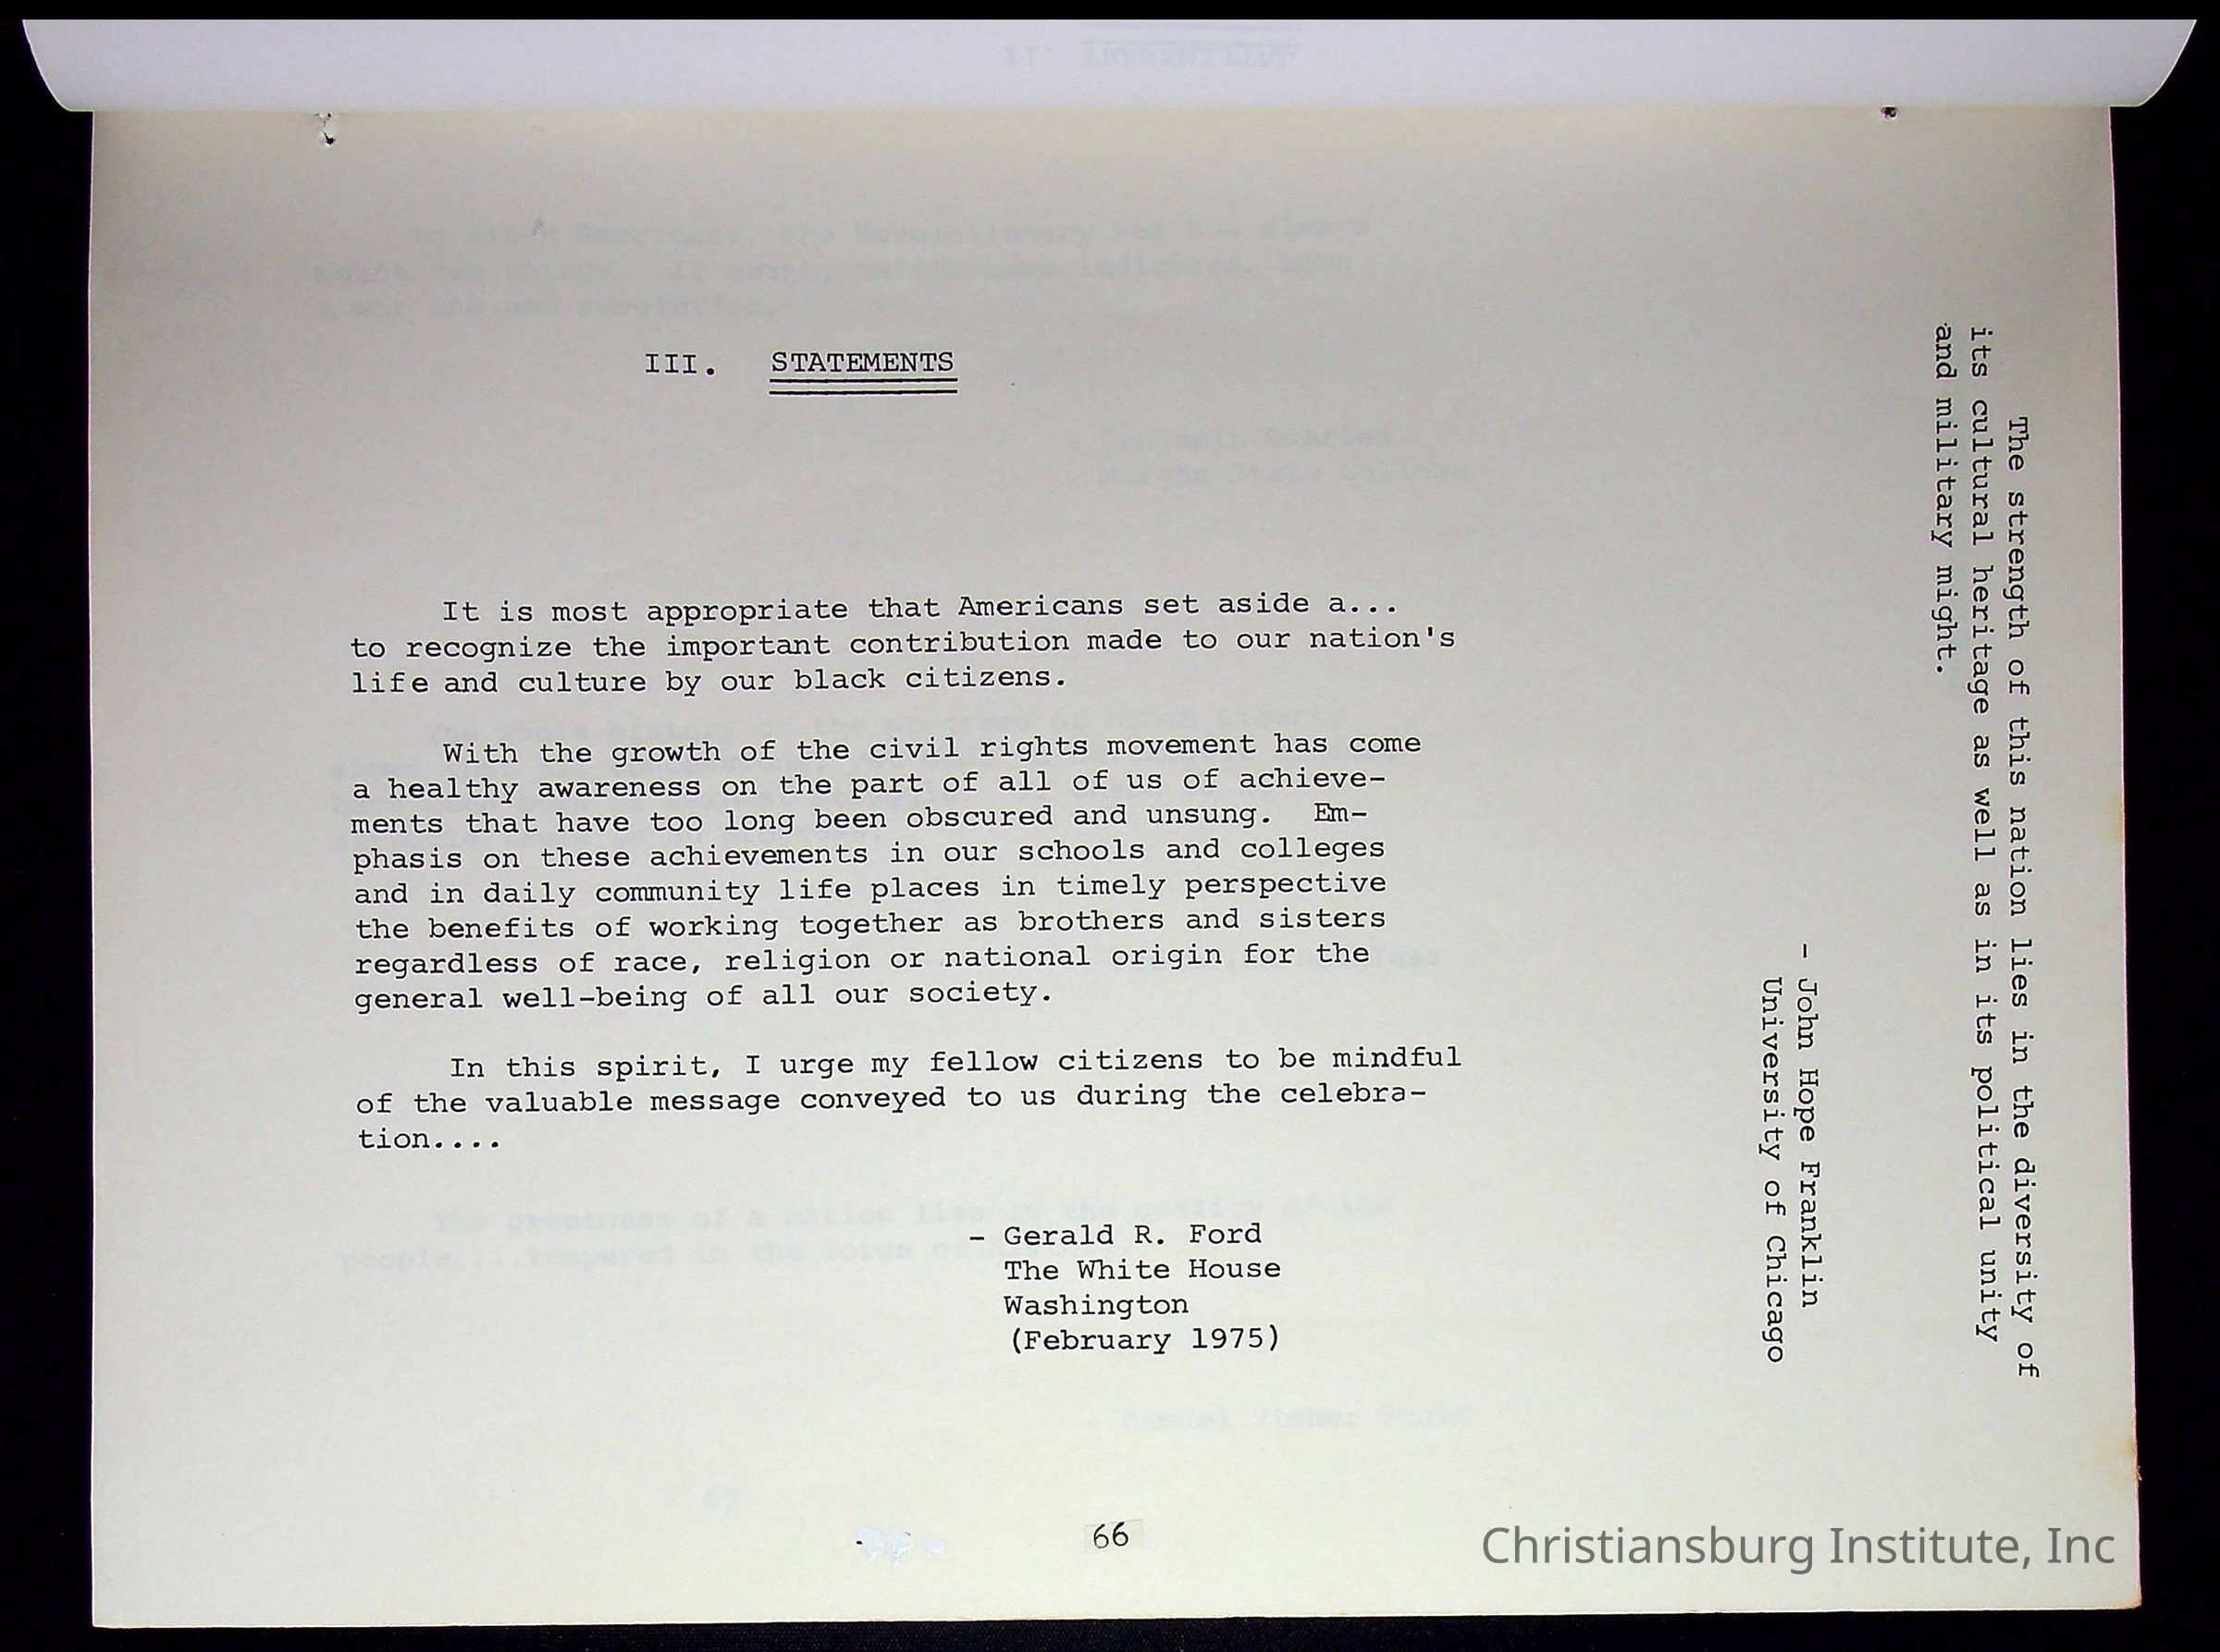 III. STATEMENTS
It is most appropriate that Americans set aside a...
to recognize the important contribution made to our nation's
life and culture by our black citizens.
With the growth of the civil rights movement has come
a healthy awareness on the part of all of us of achieve-
ments that have too long been obscured and unsung. Em-
phasis on these achievements in our schools and colleges
and in daily community life places in timely perspective
the benefits of working together as brothers and sisters
regardless of race, religion or national origin for the
general well-being of all our society.
In this spirit, I urge my fellow citizens to be mindful
of the valuable message conveyed to us during the celebra-
tion....
- Gerald R. Ford
The White House
Washington
(February 1975)
The strength of this nation lies in the diversity of
its cultural heritage as well as in its political unity
and military might.
- John Hope Franklin
University of Chicago
66
Christiansburg Institute, Inc